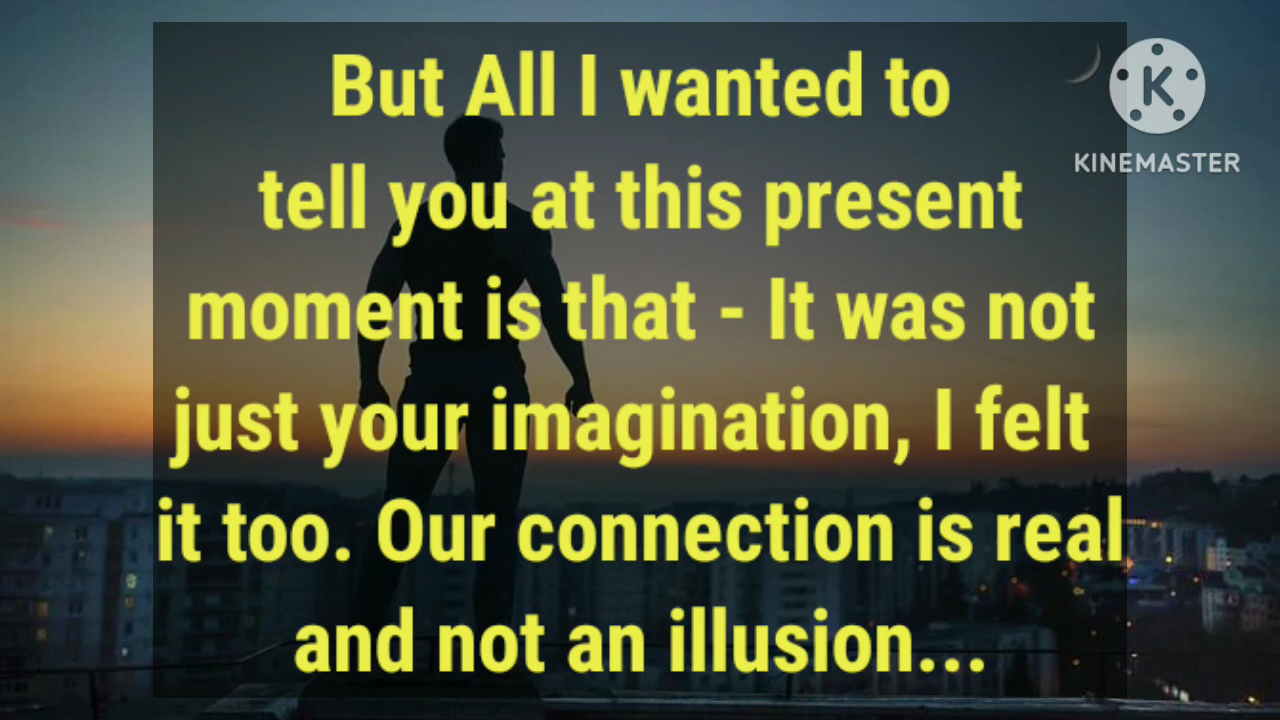 But All I wanted to
tell you at this present
moment is that - It was not
just your imagination, I felt
it too. Our connection is real
and not an illusion...
K
KINEMASTER